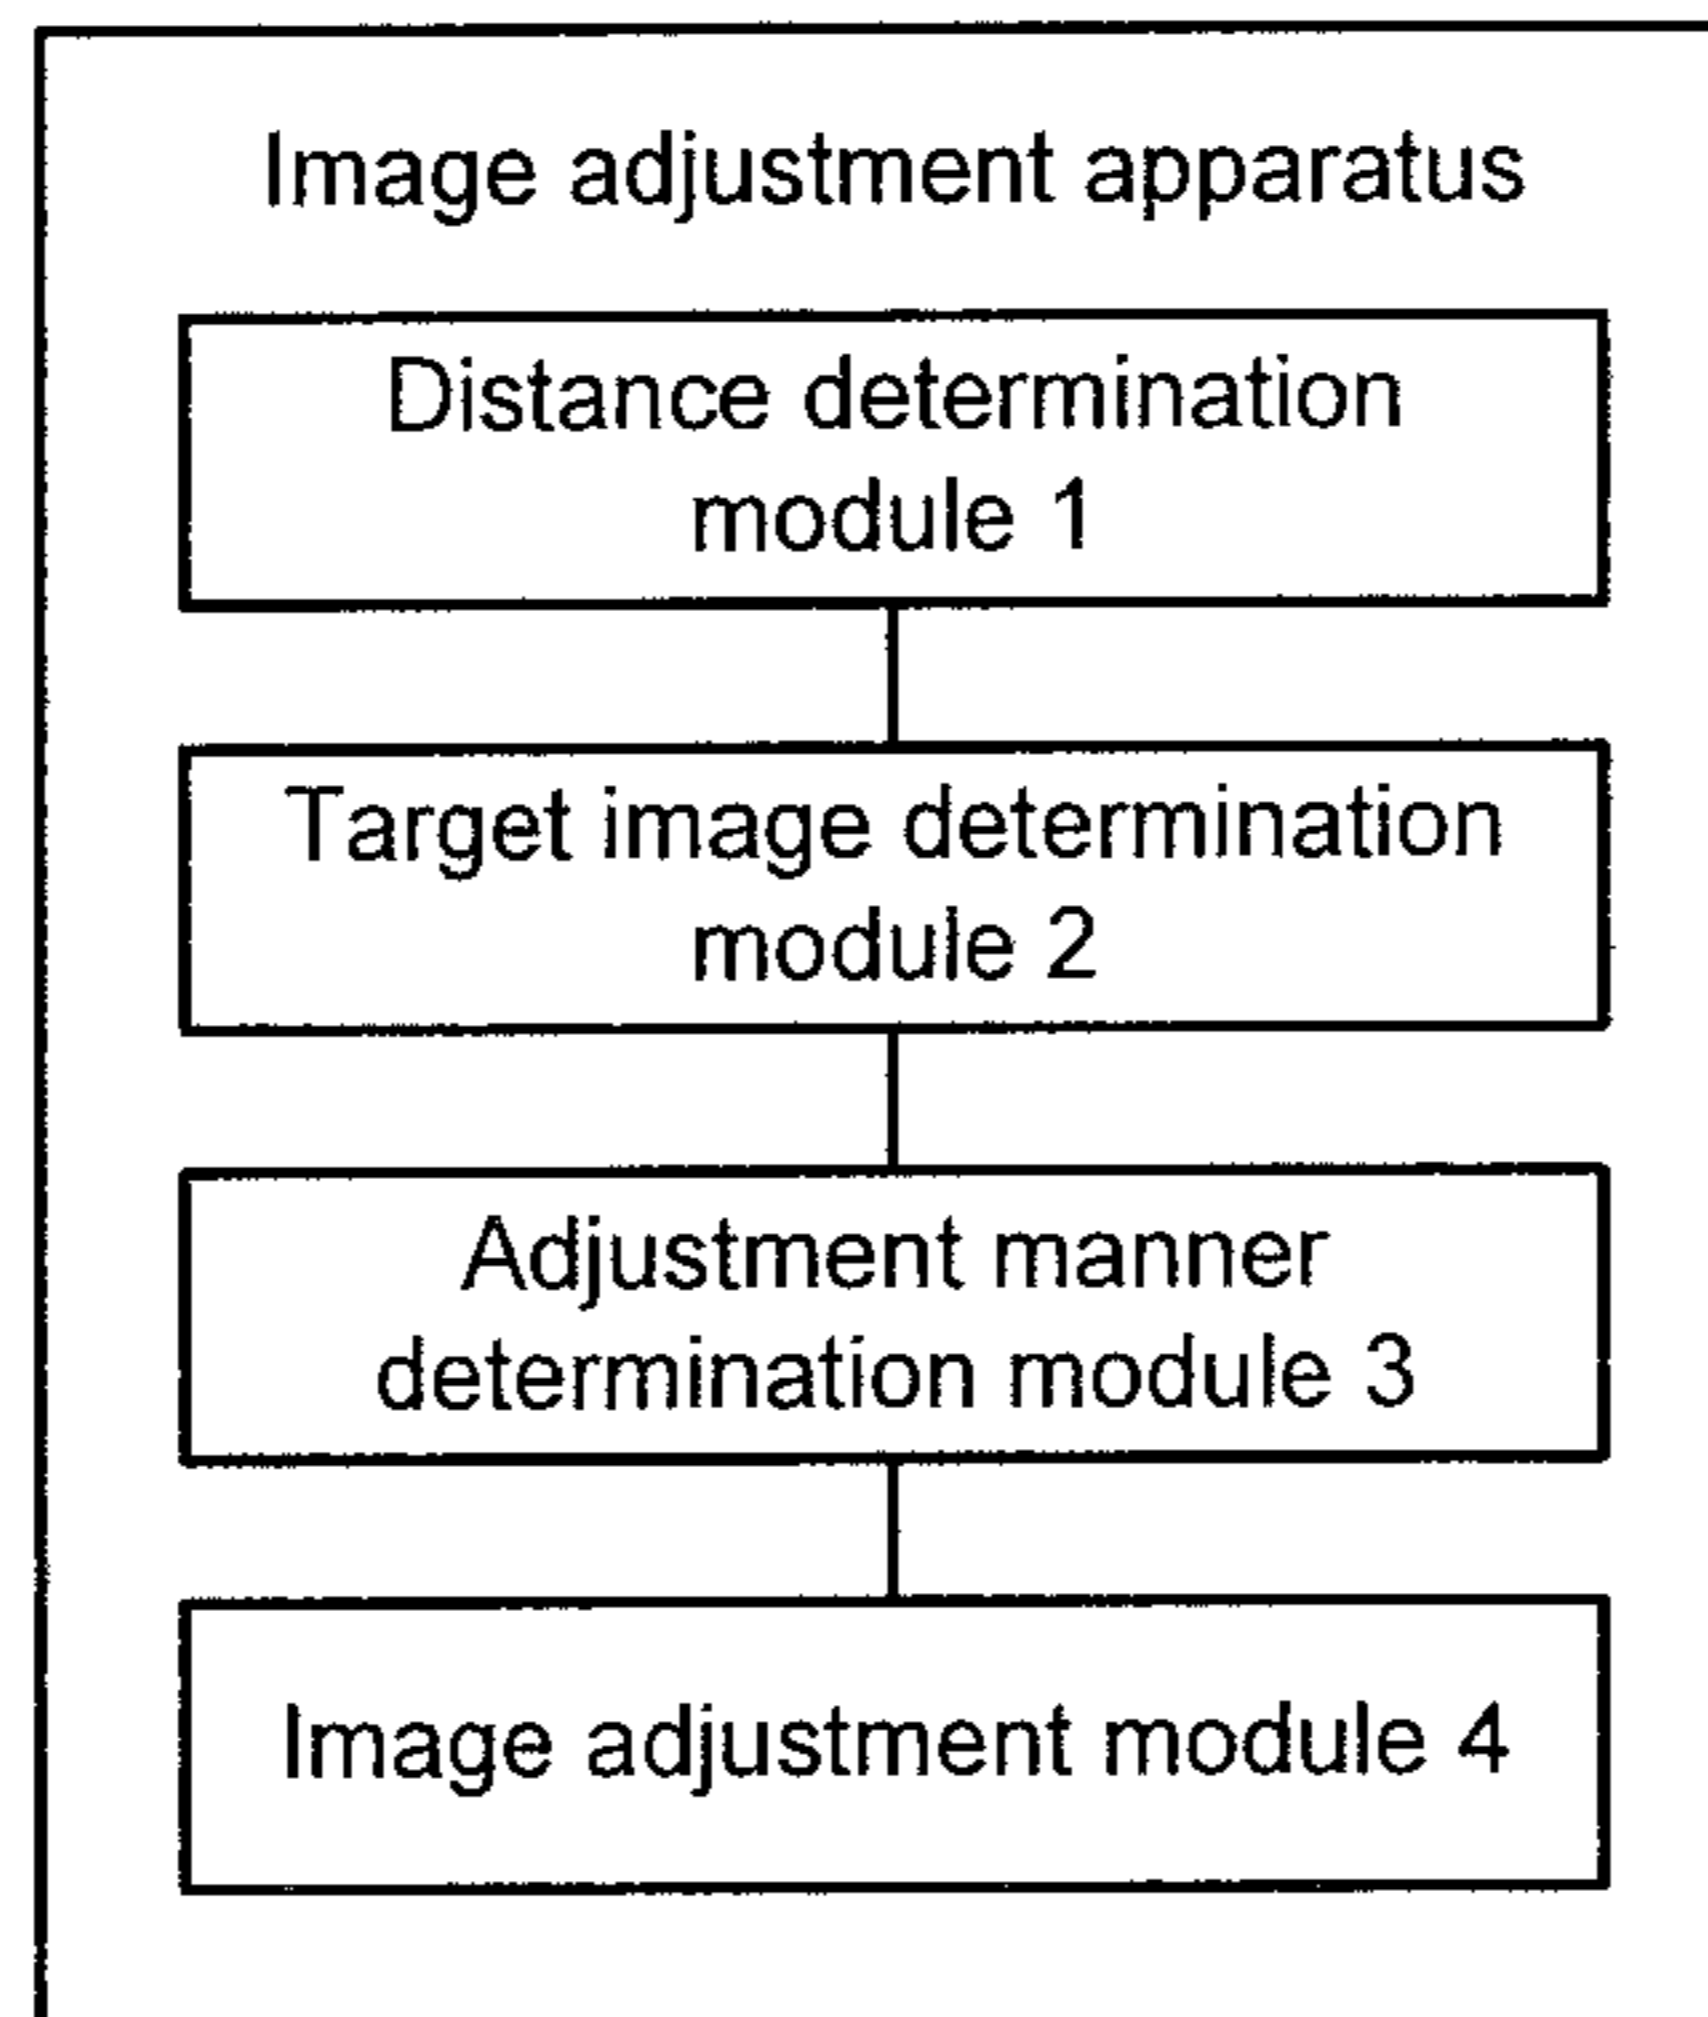 Image adjustment apparatus
Distance determination
module 1
Target image determination
module 2
Adjustment manner
determination module 3
Image adjustment module 4